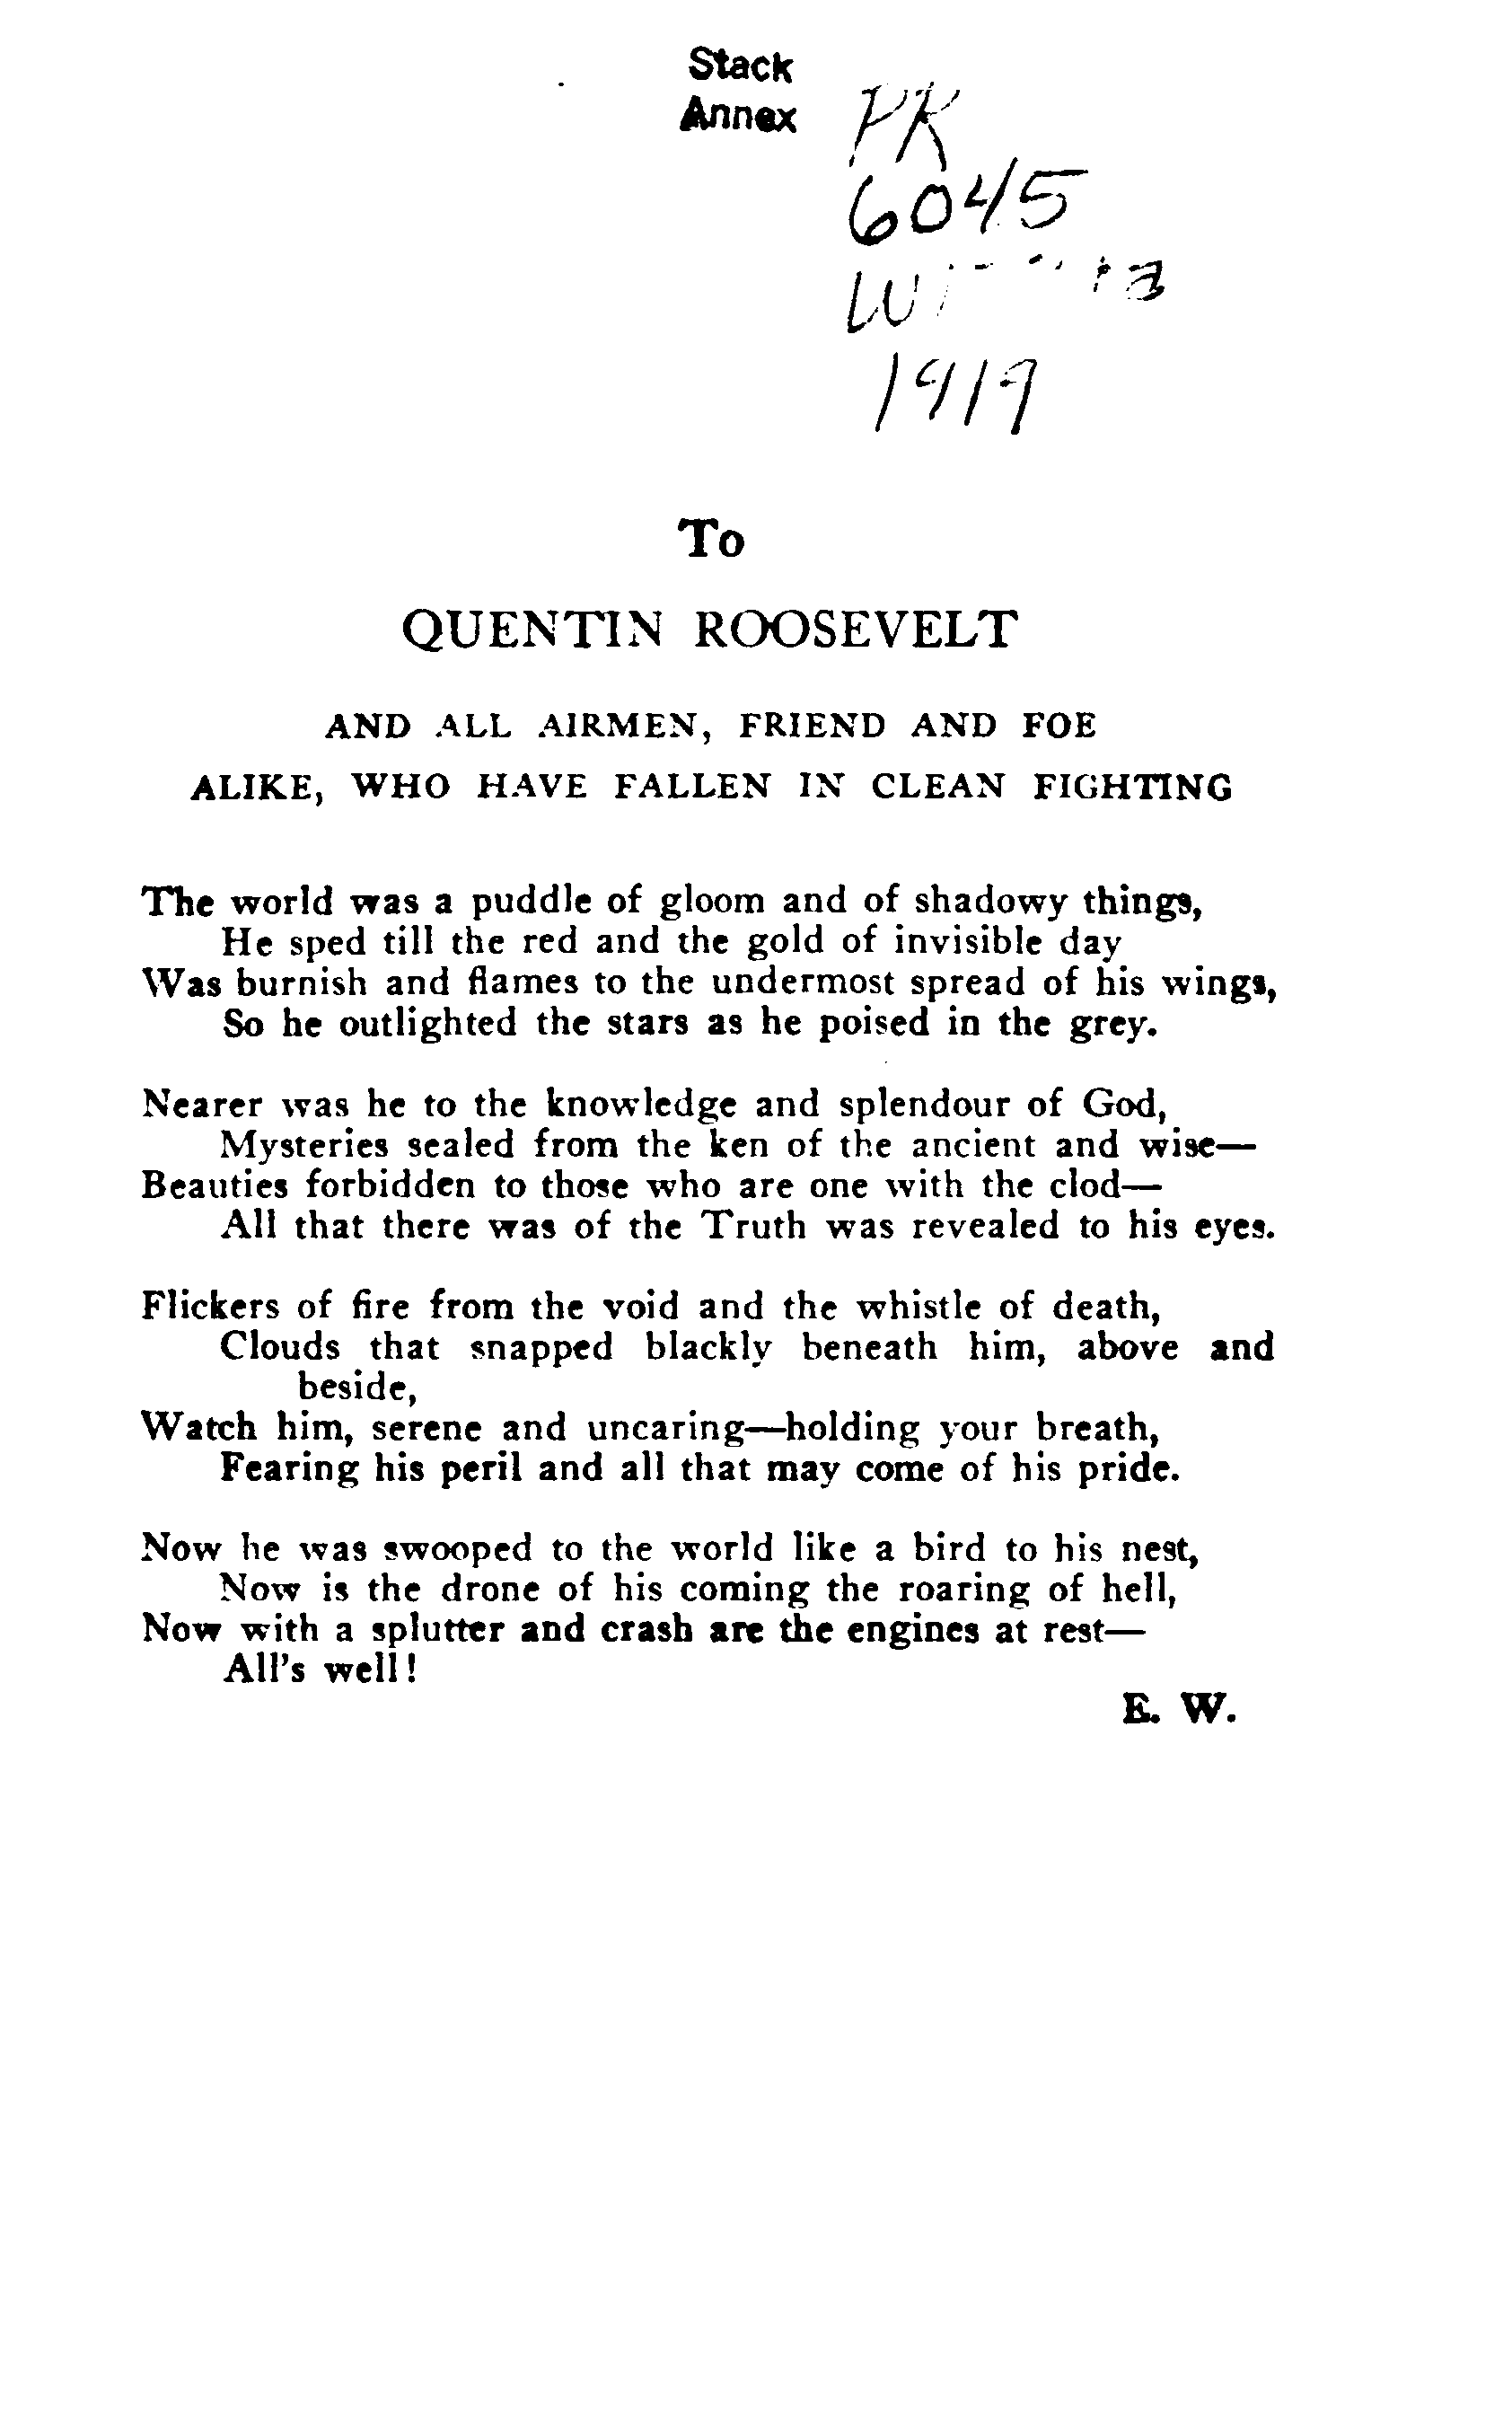 Stack
Annex
PR
6045
1919
To
QUENTIN ROOSEVELT
AND ALL AIRMEN, FRIEND AND FOE
ALIKE, WHO HAVE FALLEN IN CLEAN FIGHTING
The world was a puddle of gloom and of shadowy things,
He sped till the red and the gold of invisible day
Was burnish and flames to the undermost spread of his wings,
So he outlighted the stars as he poised in the grey.
Nearer was he to the knowledge and splendour of God,
Mysteries sealed from the ken of the ancient and wise—
Beauties forbidden to those who are one with the clod—
All that there was of the Truth was revealed to his eyes.
Flickers of fire from the void and the whistle of death,
Clouds that snapped blackly beneath him, above and
beside,
Watch him, serene and uncaring—holding your breath,
Fearing his peril and all that may come of his pride.
Now he was swooped to the world like a bird to his nest,
Now is the drone of his coming the roaring of hell,
Now with a splutter and crash are the engines at rest—
All's well!
E. W.